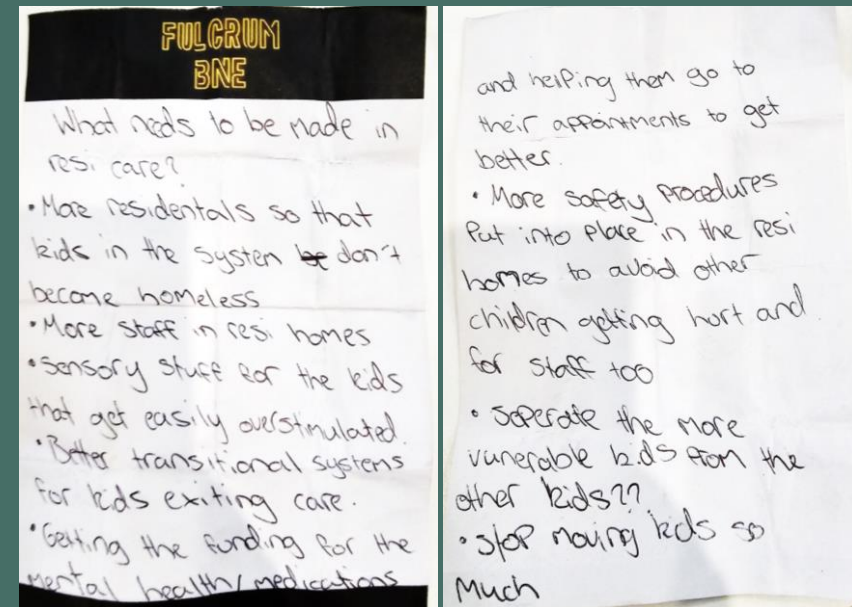 FULCRUM
BNE
What needs to be made in
resi care?
• More residentals so that
kids in the system be don't
become homeless
• More staff in resi homes
• sensory stuff for the kids
that get easily overstimulated.
• Better transitional systems
for kids exiting care.
• Getting the funding for the
mental health/medications
and helping them go to
their appointments to get
better.
• More safety procedures
Put into place in the resi
homes to avoid other
children getting hurt and
for staff too
• seperate the more
vunerable kids from the
other kids??
• stop moving kids so
Much